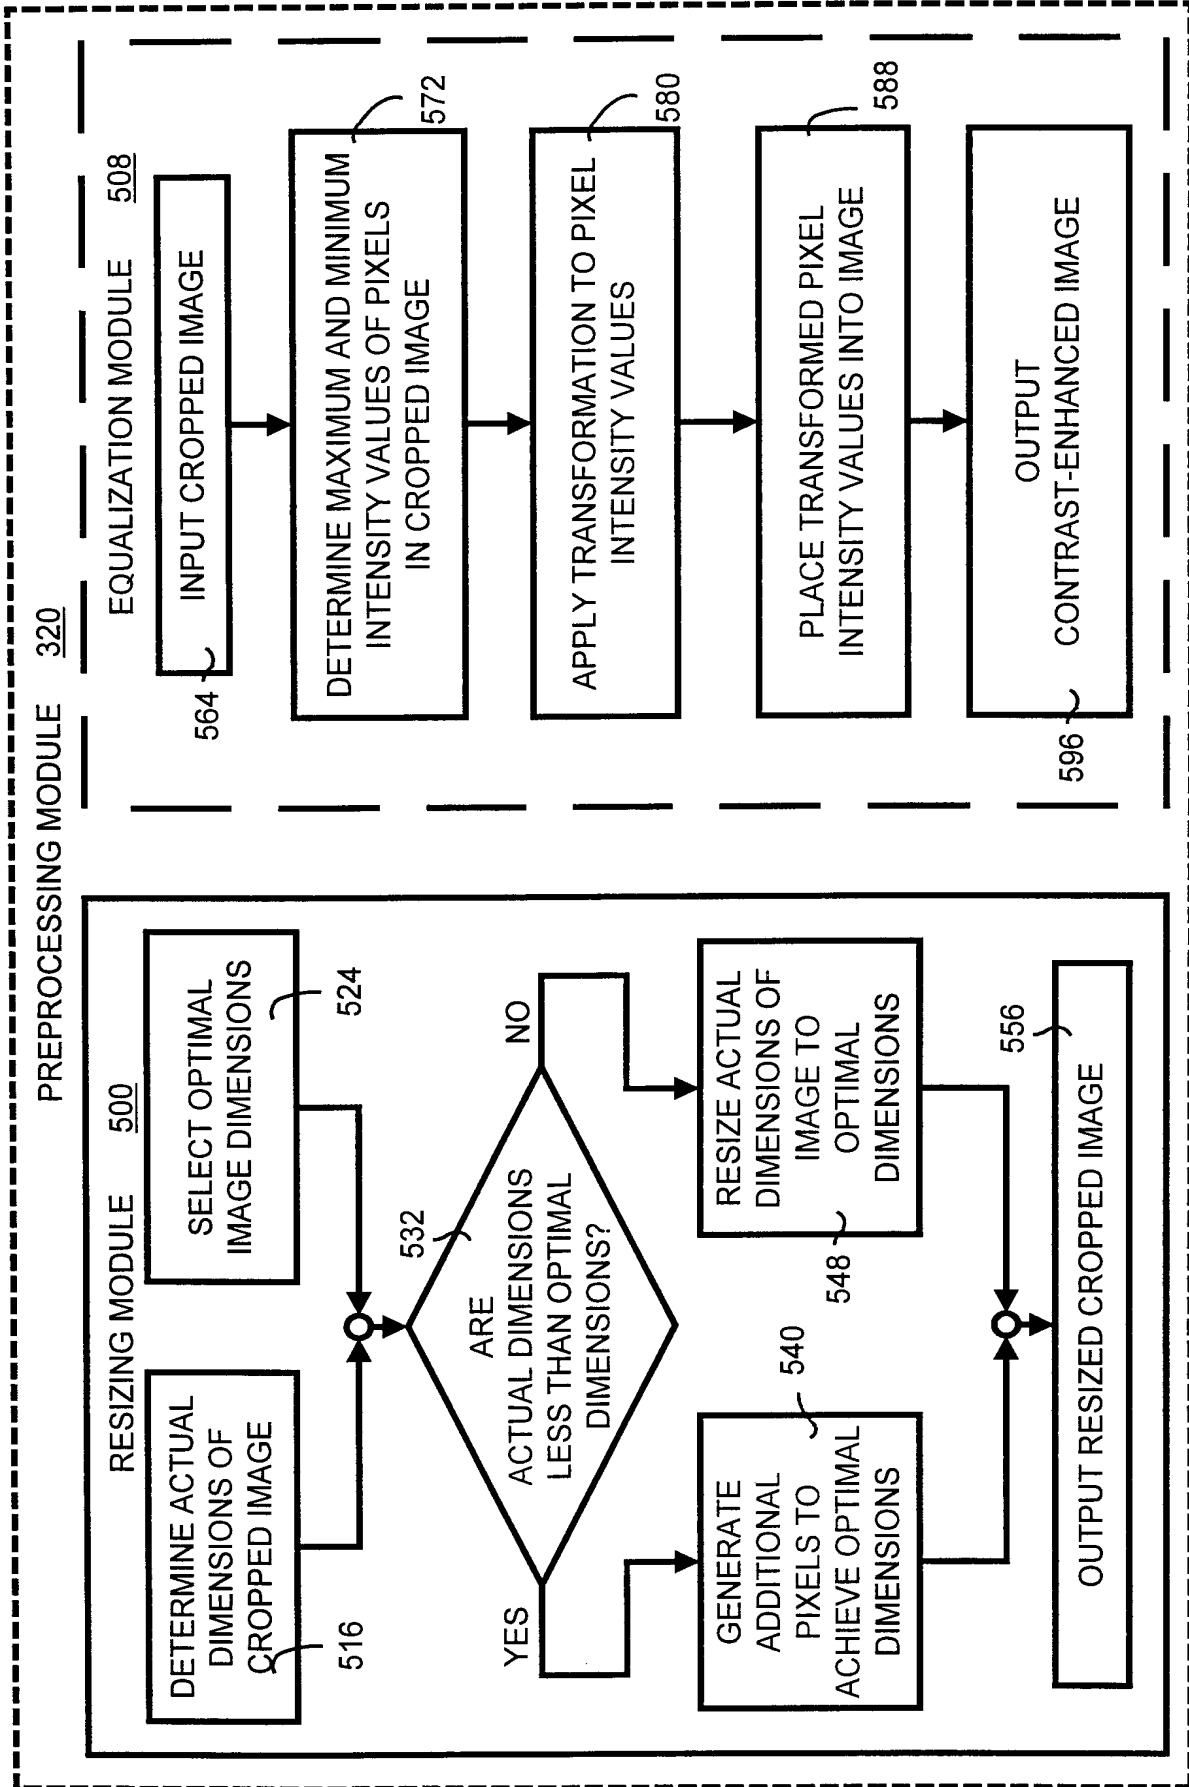 PREPROCESSING MODULE 320
RESIZING MODULE 500
DETERMINE ACTUAL
DIMENSIONS OF
CROPPED IMAGE
516
SELECT OPTIMAL
IMAGE DIMENSIONS
524
532
ARE
ACTUAL DIMENSIONS
LESS THAN OPTIMAL
DIMENSIONS?
YES
NO
GENERATE
ADDITIONAL
PIXELS TO
ACHIEVE OPTIMAL
DIMENSIONS
540
RESIZE ACTUAL
DIMENSIONS OF
IMAGE TO
OPTIMAL
DIMENSIONS
548
556
OUTPUT RESIZED CROPPED IMAGE
EQUALIZATION MODULE 508
INPUT CROPPED IMAGE
564
DETERMINE MAXIMUM AND MINIMUM
INTENSITY VALUES OF PIXELS
IN CROPPED IMAGE
572
APPLY TRANSFORMATION TO PIXEL
INTENSITY VALUES
580
PLACE TRANSFORMED PIXEL
INTENSITY VALUES INTO IMAGE
588
OUTPUT
CONTRAST-ENHANCED IMAGE
596